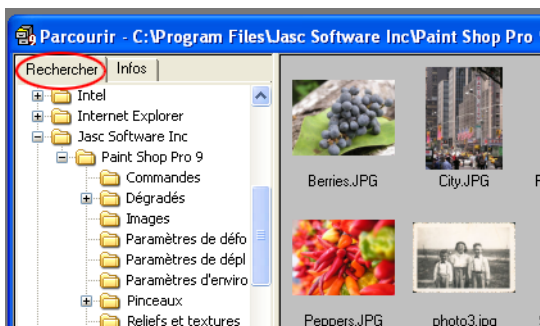 Parcourir - C:\Program Files\Jasc Software Inc\Paint Shop Pro
Rechercher Infos
Intel
Internet Explorer
Jasc Software Inc
Paint Shop Pro 9
Commandes
Dégradés
Images
Paramètres de défo
Paramètres de dépl
Paramètres d'enviro
Pinceaux
Reliefs et textures
Berries.JPG City.JPG
Peppers.JPG photo3.jpg